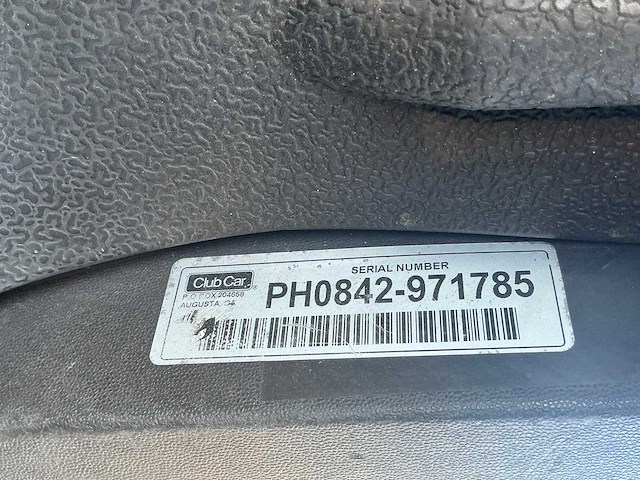 Club Car®
SERIAL NUMBER
P.O BOX 204658
AUGUSTA, GA
PH0842-971785